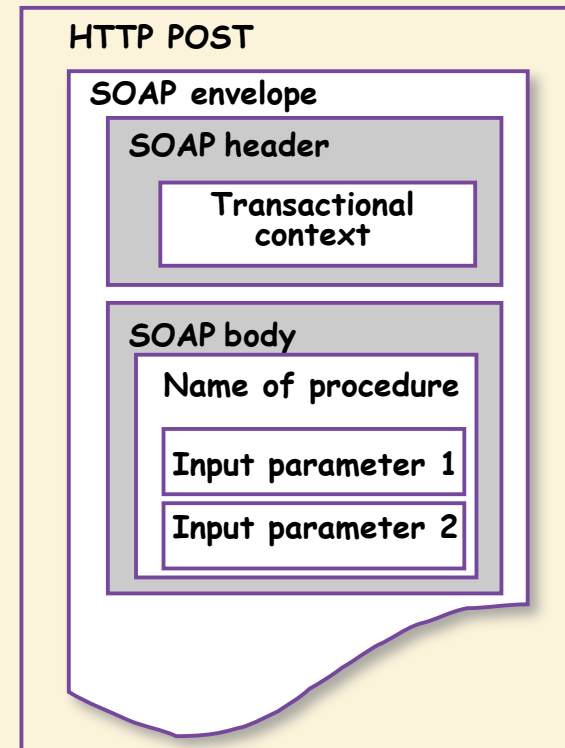 HTTP POST
SOAP envelope
SOAP header
Transactional
context
SOAP body
Name of procedure
Input parameter 1
Input parameter 2